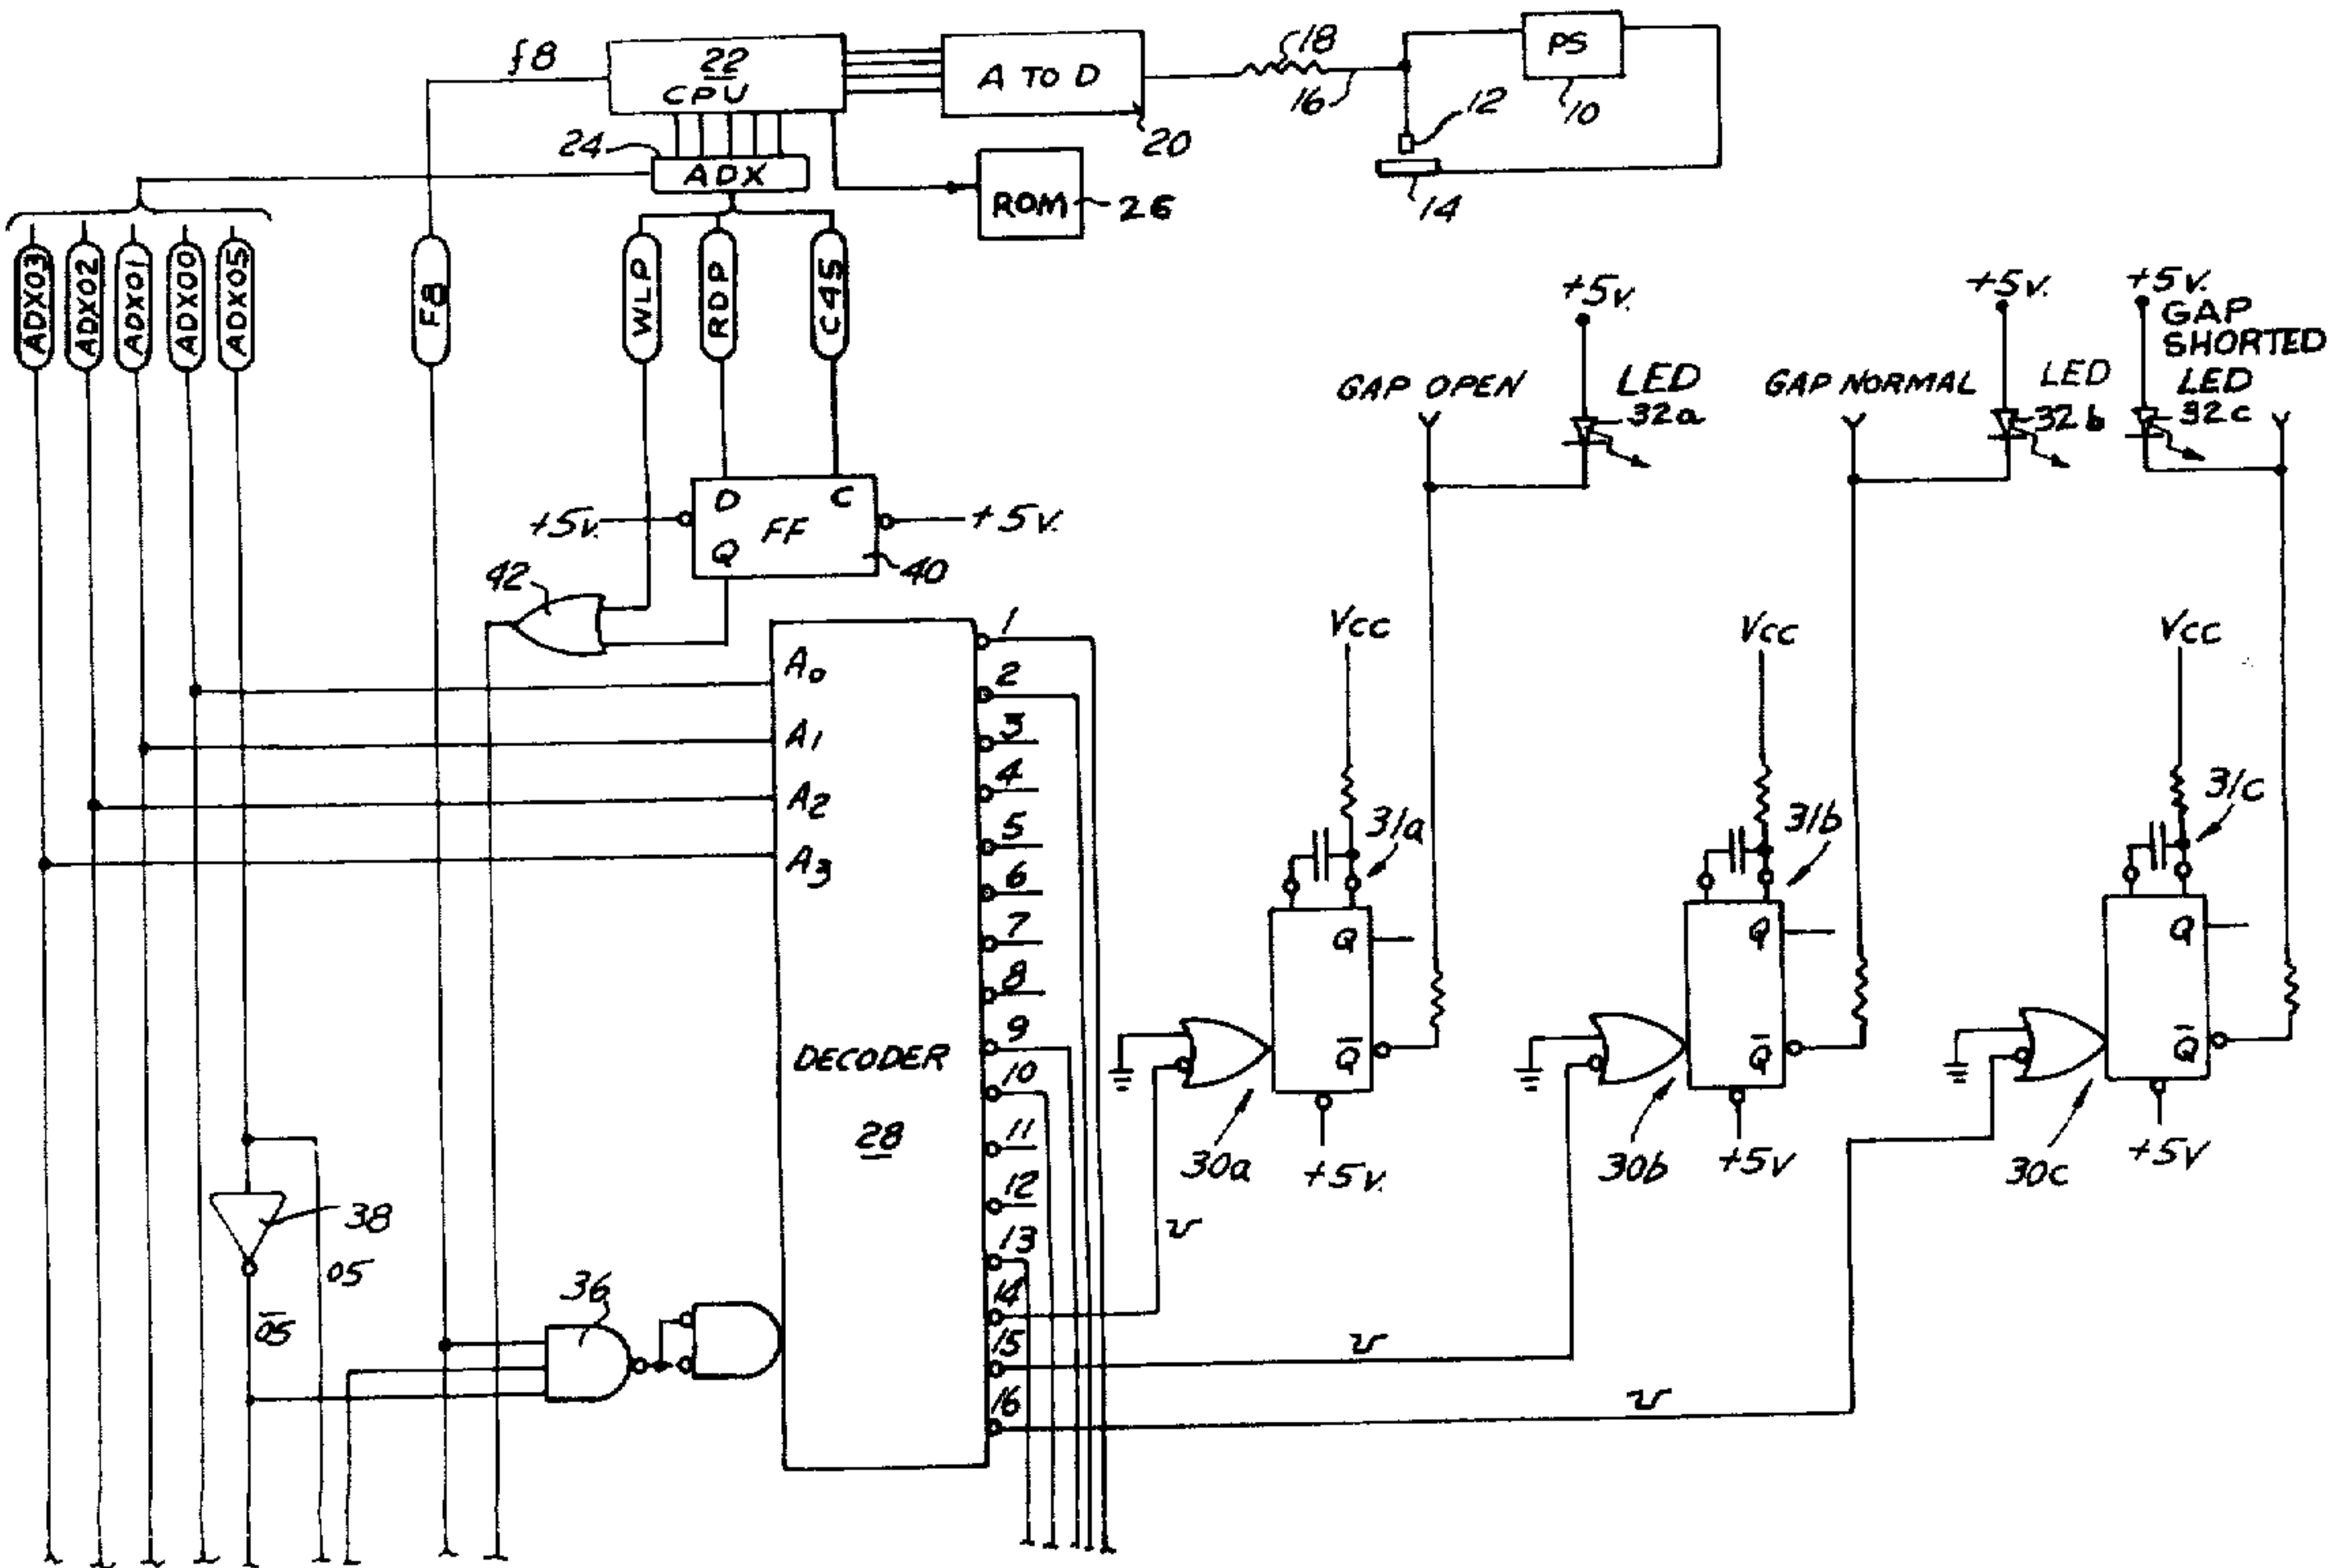 f8
22
CPU
A TO D
18
16
PS
10
12
14
20
24
ADX
ROM
26
ADX03
ADX02
ADX01
ADX00
ADX05
F8
WLP
RDP
C45
+5v.
D
C
FF
Q
+5v.
40
42
GAP OPEN
+5v.
LED
32a
GAP NORMAL
+5v.
LED
32b
+5v.
GAP
SHORTED
LED
32c
A0
A1
A2
A3
DECODER
28
1
2
3
4
5
6
7
8
9
10
11
12
13
14
15
16
Vcc
31a
Q
Q̅
30a
+5v.
Vcc
31b
Q
Q̅
30b
+5V
Vcc
31c
Q
Q̅
30c
+5V
38
05
0̅5̅
36